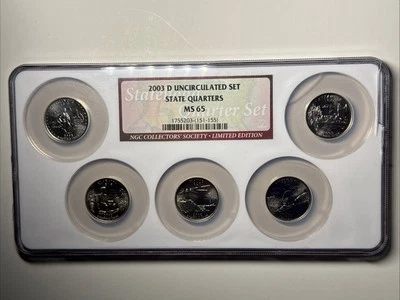 2003 D UNCIRCULATED SET
STATE QUARTERS
MS 65
1755203-151-155
NGC COLLECTORS' SOCIETY • LIMITED EDITION